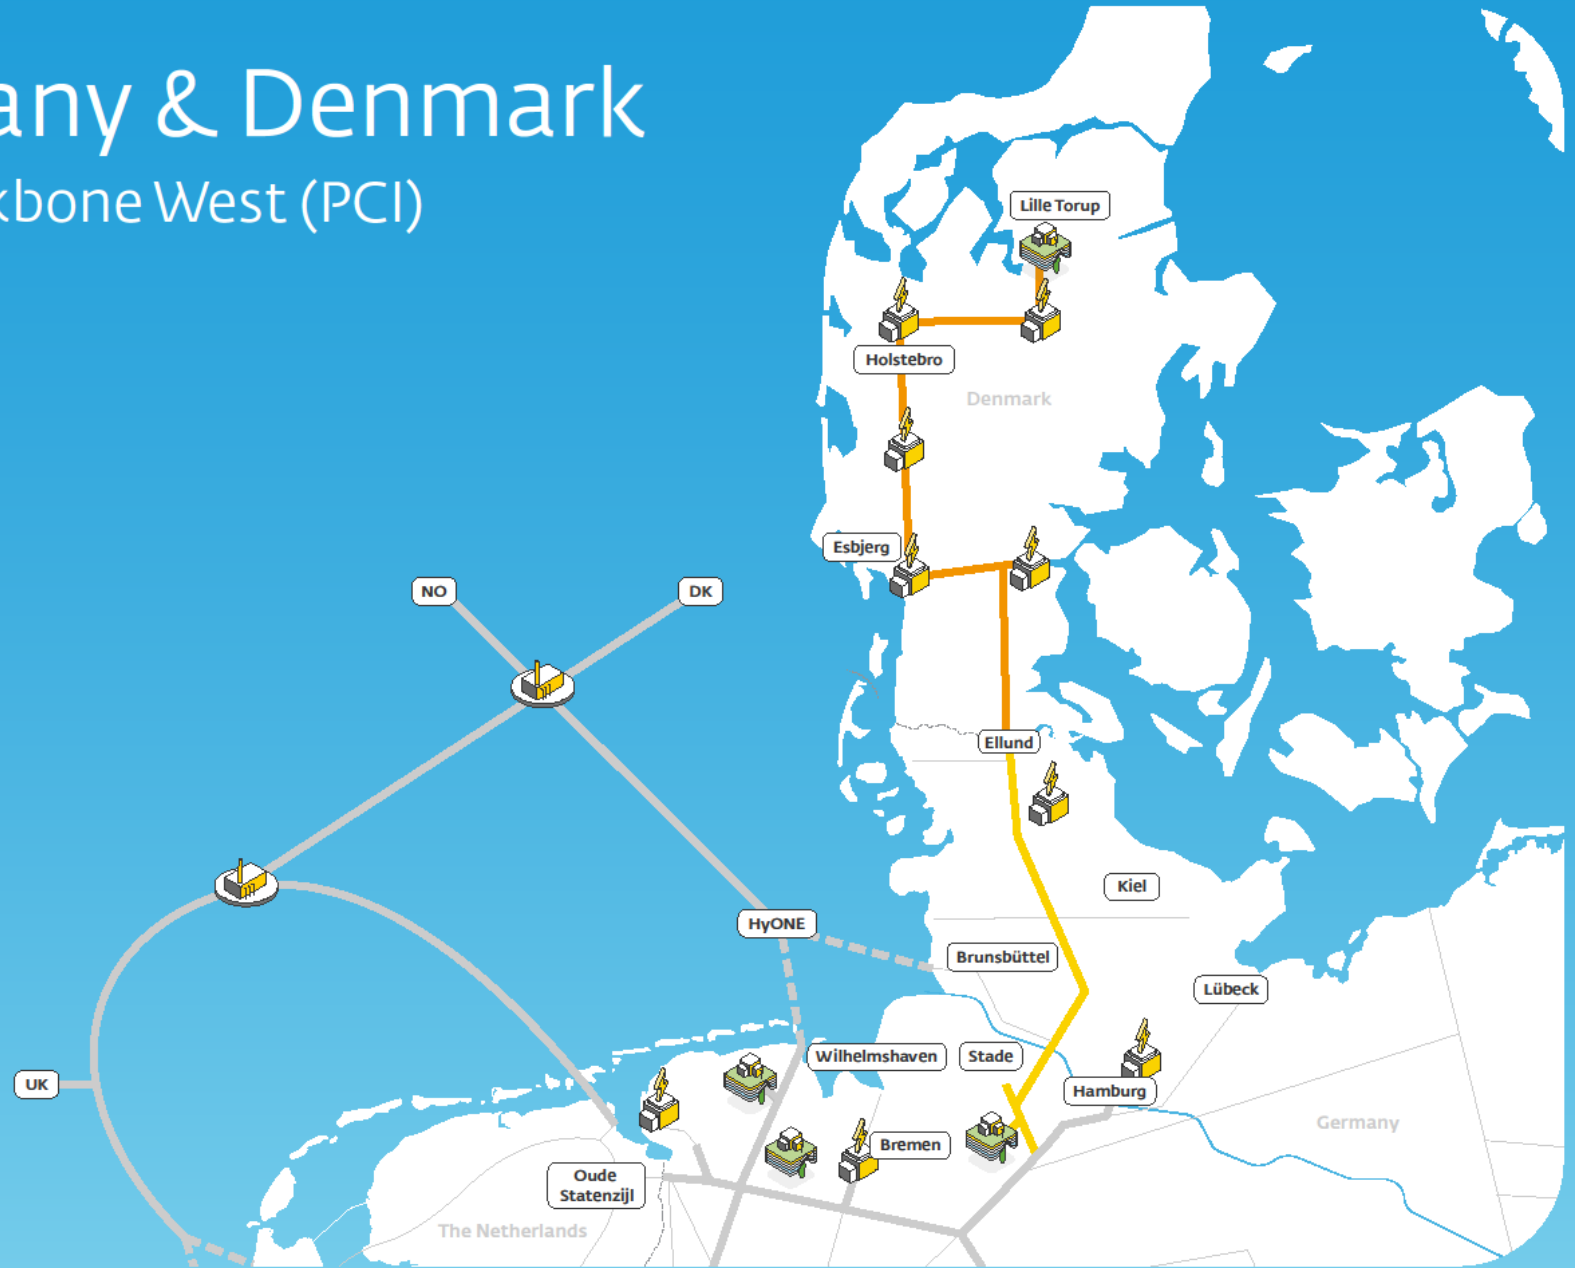 any & Denmark
kbone West (PCI)
Lille Torup
Holstebro
Denmark
Esbjerg
NO
DK
Ellund
Kiel
HyONE
Brunsbüttel
Lübeck
Wilhelmshaven
Stade
UK
Hamburg
Germany
Bremen
Oude
Statenzijl
The Netherlands